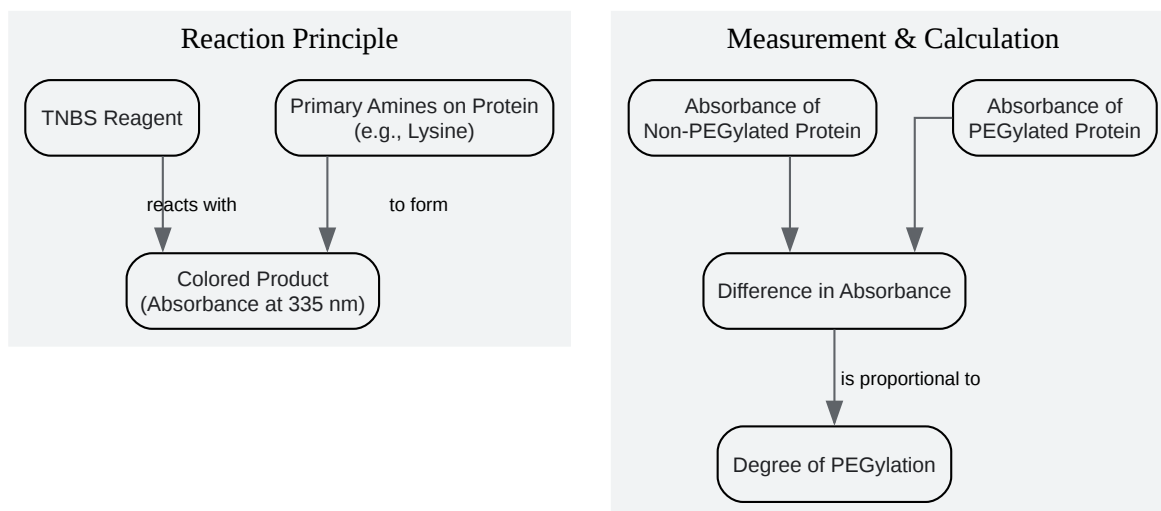 Reaction Principle
TNBS Reagent
Primary Amines on Protein
(e.g., Lysine)
reacts with
to form
Colored Product
(Absorbance at 335 nm)
Measurement & Calculation
Absorbance of
Non-PEGylated Protein
Absorbance of
PEGylated Protein
Difference in Absorbance
is proportional to
Degree of PEGylation